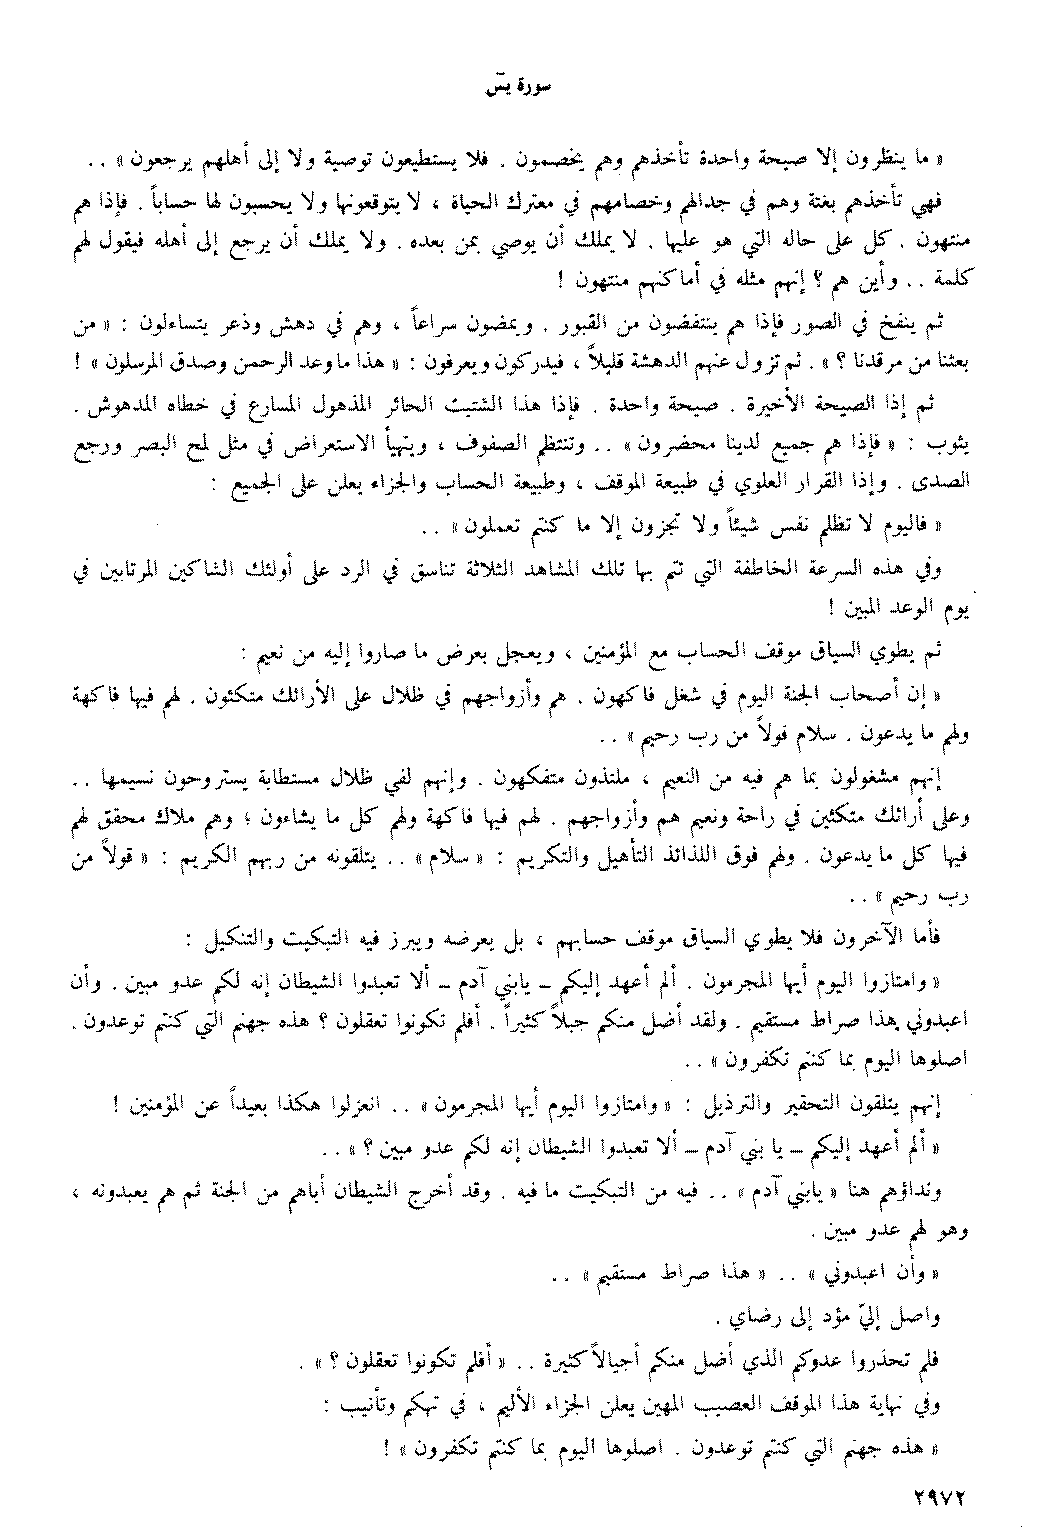 سورة يسٓ
« ما ينظرون إلا صيحة واحدة تأخذهم وهم يخصمون . فلا يستطيعون توصية ولا إلى أهلهم يرجعون » . .
فهي تأخذهم بغتة وهم في جدالهم وخصامهم في معترك الحياة ، لا يتوقعونها ولا يحسبون لها حساباً . فإذا هم
منتهون . كل على حاله التي هو عليها . لا يملك أن يوصي بمن بعده . ولا يملك أن يرجع إلى أهله فيقول لهم
كلمة . . وأين هم ؟ إنهم مثله في أماكنهم منتهون !
ثم ينفخ في الصور فإذا هم ينتفضون من القبور . ويمضون سراعاً ، وهم في دهش وذعر يتساءلون : « من
بعثنا من مرقدنا ؟ » . ثم تزول عنهم الدهشة قليلاً ، فيدركون ويعرفون : « هذا ما وعد الرحمن وصدق المرسلون » !
ثم إذا الصيحة الأخيرة . صيحة واحدة . فإذا هذا الشتيت الحائر المذهول المسارع في خطاه المدهوش .
يثوب : « فإذا هم جميع لدينا محضرون » . . وتنتظم الصفوف ، ويتهيأ الاستعراض في مثل لمح البصر ورجع
الصدى . وإذا القرار العلوي في طبيعة الموقف ، وطبيعة الحساب والجزاء يعلن على الجميع :
« فاليوم لا تظلم نفس شيئاً ولا تجزون إلا ما كنتم تعملون » . .
وفي هذه السرعة الخاطفة التي تتم بها تلك المشاهد الثلاثة تناسق في الرد على أولئك الشاكين المرتابين في
يوم الوعد المبين !
ثم يطوي السياق موقف الحساب مع المؤمنين ، ويعجل بعرض ما صاروا إليه من نعيم :
« إن أصحاب الجنة اليوم في شغل فاكهون . هم وأزواجهم في ظلال على الأرائك متكئون . لهم فيها فاكهة
ولهم ما يدعون . سلام قولاً من رب رحيم » . .
إنهم مشغولون بما هم فيه من النعيم ، ملتذون متفكهون . وإنهم لفي ظلال مستطابة يستروحون نسيمها . .
وعلى أرائك متكئين في راحة ونعيم هم وأزواجهم . لهم فيها فاكهة ولهم كل ما يشاءون ؛ وهم ملاك محقق لهم
فيها كل ما يدعون . ولهم فوق اللذائذ التأهيل والتكريم : « سلام » . . يتلقونه من ربهم الكريم : « قولاً من
رب رحيم » . .
فأما الآخرون فلا يطوي السياق موقف حسابهم ، بل يعرضه ويبرز فيه التبكيت والتنكيل :
« وامتازوا اليوم أيها المجرمون . ألم أعهد إليكم – يابني آدم – ألا تعبدوا الشيطان إنه لكم عدو مبين . وأن
اعبدوني هذا صراط مستقيم . ولقد أضل منكم جبلاً كثيراً . أفلم تكونوا تعقلون ؟ هذه جهنم التي كنتم توعدون .
اصلوها اليوم بما كنتم تكفرون » . .
إنهم يتلقون التحقير والترذيل : « وامتازوا اليوم أيها المجرمون » . . انعزلوا هكذا بعيداً عن المؤمنين !
« ألم أعهد إليكم – يا بني آدم – ألا تعبدوا الشيطان إنه لكم عدو مبين ؟ » . .
ونداؤهم هنا « يابني آدم » . . فيه من التبكيت ما فيه . وقد أخرج الشيطان أباهم من الجنة ثم هم يعبدونه ،
وهو لهم عدو مبين .
« وأن اعبدوني » . . « هذا صراط مستقيم » . .
واصل إليّ مؤد إلى رضاي .
فلم تحذروا عدوكم الذي أضل منكم أجيالاً كثيرة . . « أفلم تكونوا تعقلون ؟ » .
وفي نهاية هذا الموقف العصيب المهين يعلن الجزاء الأليم ، في تهكم وتأنيب :
« هذه جهنم التي كنتم توعدون . اصلوها اليوم بما كنتم تكفرون » !
٢٩٧٢